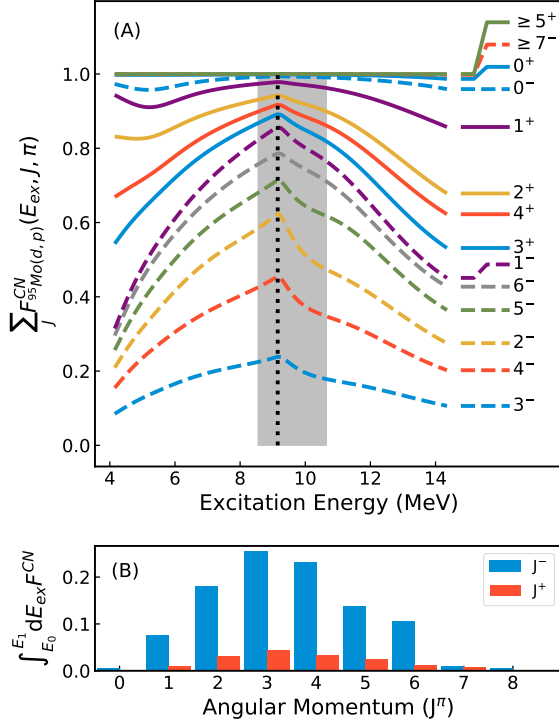 (A)
≥ 5⁺
≥ 7⁻
0⁺
0⁻
1⁺
2⁺
4⁺
3⁺
1⁻
6⁻
5⁻
2⁻
4⁻
3⁻
1.0
0.8
0.6
0.4
0.2
0.0
∑_J F^{CN}_{⁹⁵Mo(d, p)}(E_{ex}, J, π)
4 6 8 10 12 14
Excitation Energy (MeV)
(B)
J⁻
J⁺
0.2
0.1
0.0
∫_{E₀}^{E₁} dE_{ex}F^{CN}
0 1 2 3 4 5 6 7 8
Angular Momentum (J^π)